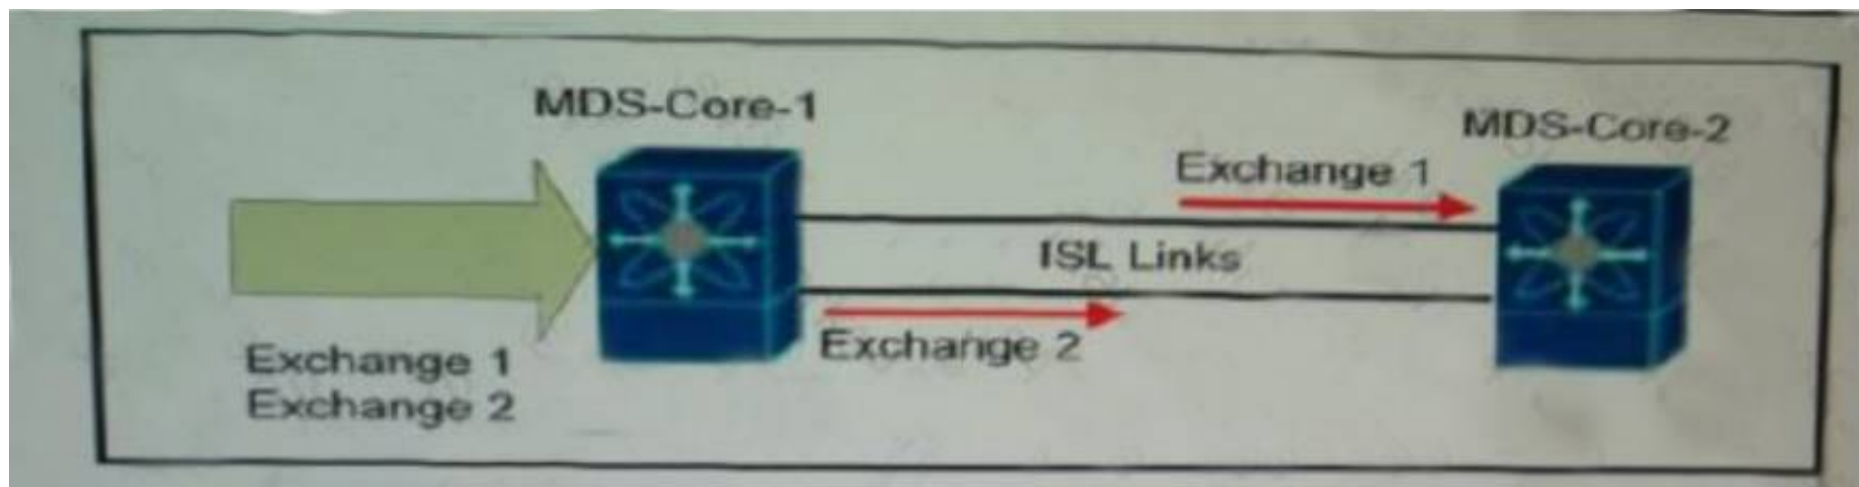 MDS-Core-1
MDS-Core-2
Exchange 1
ISL Links
Exchange 2
Exchange 1
Exchange 2